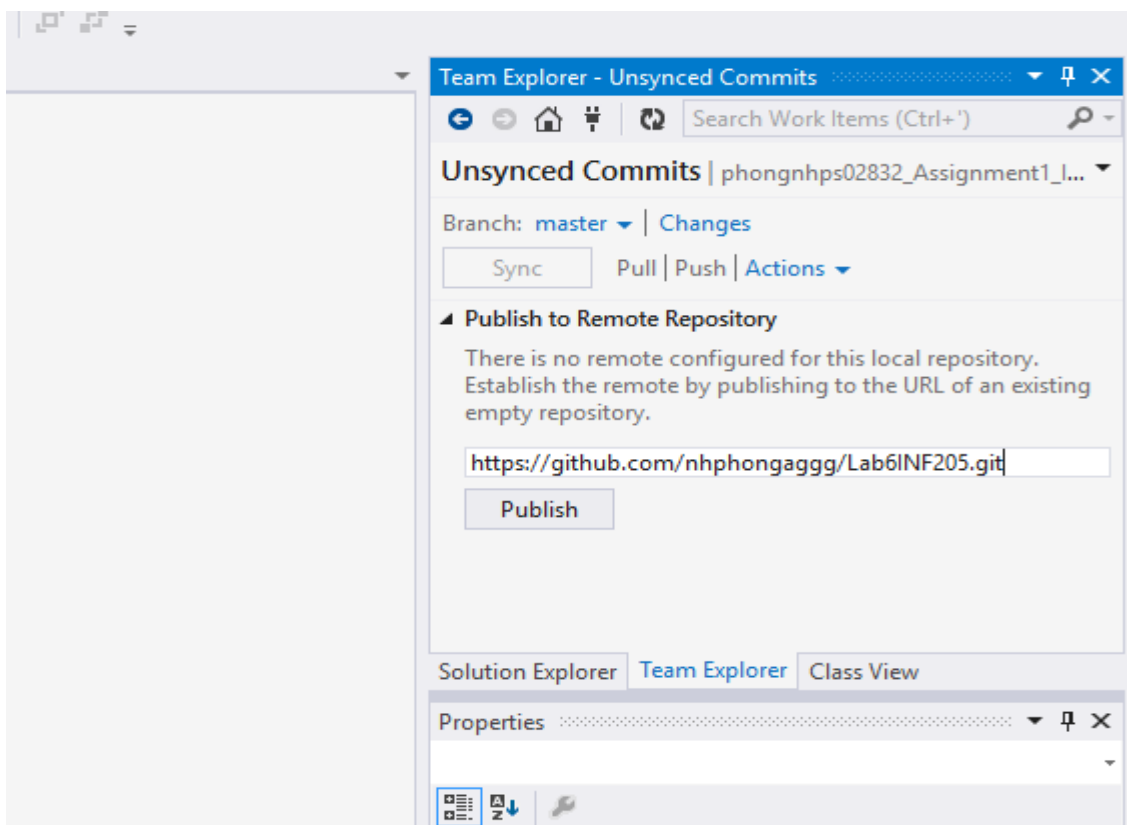 Team Explorer - Unsynced Commits
Search Work Items (Ctrl+')
Unsynced Commits | phongnhps02832_Assignment1_I...
Branch: master | Changes
Sync Pull | Push | Actions
Publish to Remote Repository
There is no remote configured for this local repository.
Establish the remote by publishing to the URL of an existing
empty repository.
https://github.com/nhphongaggg/Lab6INF205.git
Publish
Solution Explorer Team Explorer Class View
Properties